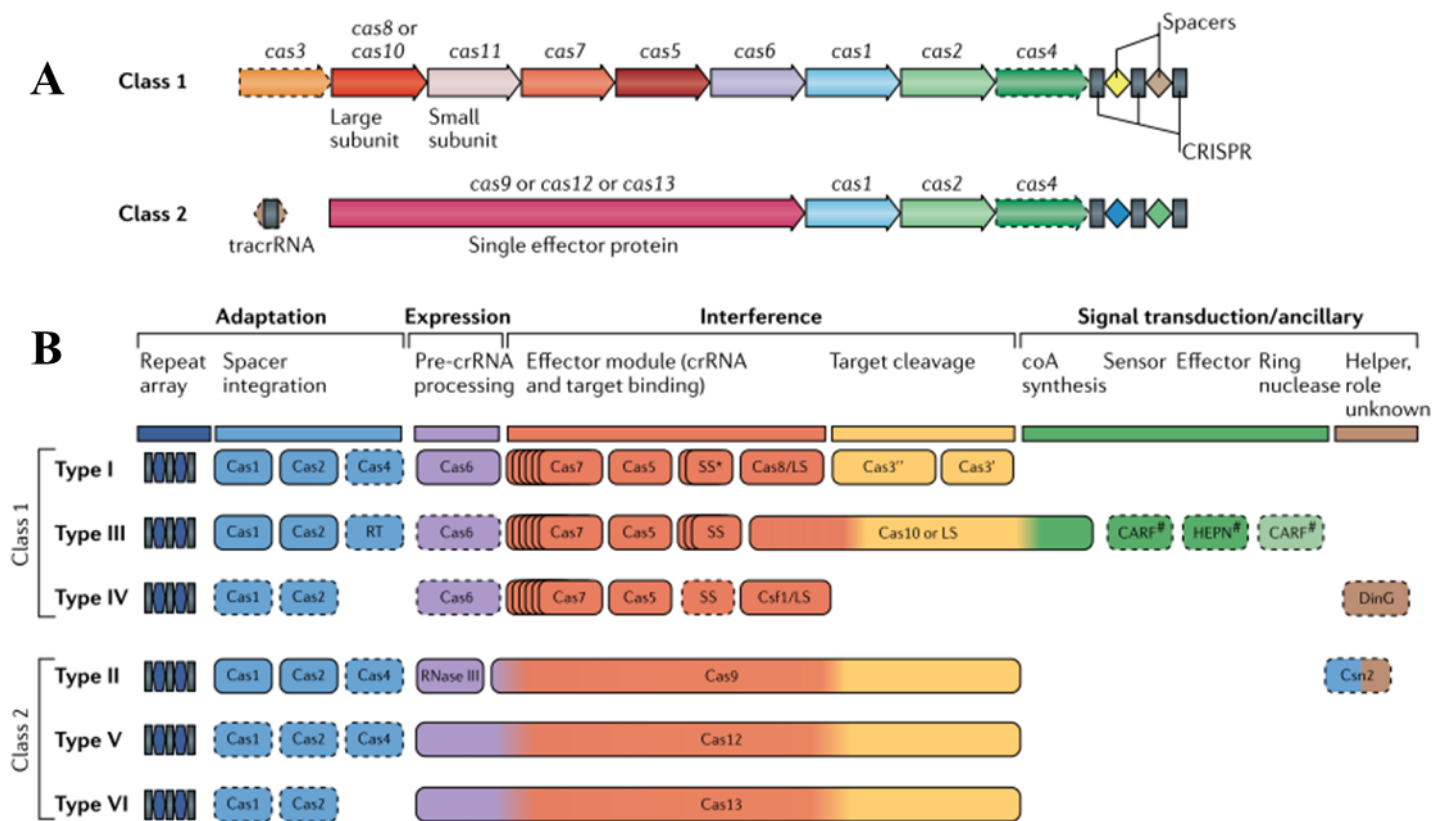 A
Class 1
cas3
cas8 or
cas10
cas11
cas7
cas5
cas6
cas1
cas2
cas4
Spacers
Large
subunit
Small
subunit
CRISPR
Class 2
tracrRNA
cas9 or cas12 or cas13
cas1
cas2
cas4
Single effector protein
B
Adaptation
Expression
Interference
Signal transduction/ancillary
Repeat
array
Spacer
integration
Pre-crRNA
processing
Effector module (crRNA
and target binding)
Target cleavage
coA
synthesis
Sensor
Effector
Ring
nuclease
Helper,
role
unknown
Class 1
Type I
Cas1
Cas2
Cas4
Cas6
Cas7
Cas5
SS*
Cas8/LS
Cas3′′
Cas3′
Type III
Cas1
Cas2
RT
Cas6
Cas7
Cas5
SS
Cas10 or LS
CARF#
HEPN#
CARF#
Type IV
Cas1
Cas2
Cas6
Cas7
Cas5
SS
Csf1/LS
DinG
Class 2
Type II
Cas1
Cas2
Cas4
RNase III
Cas9
Csn2
Type V
Cas1
Cas2
Cas4
Cas12
Type VI
Cas1
Cas2
Cas13